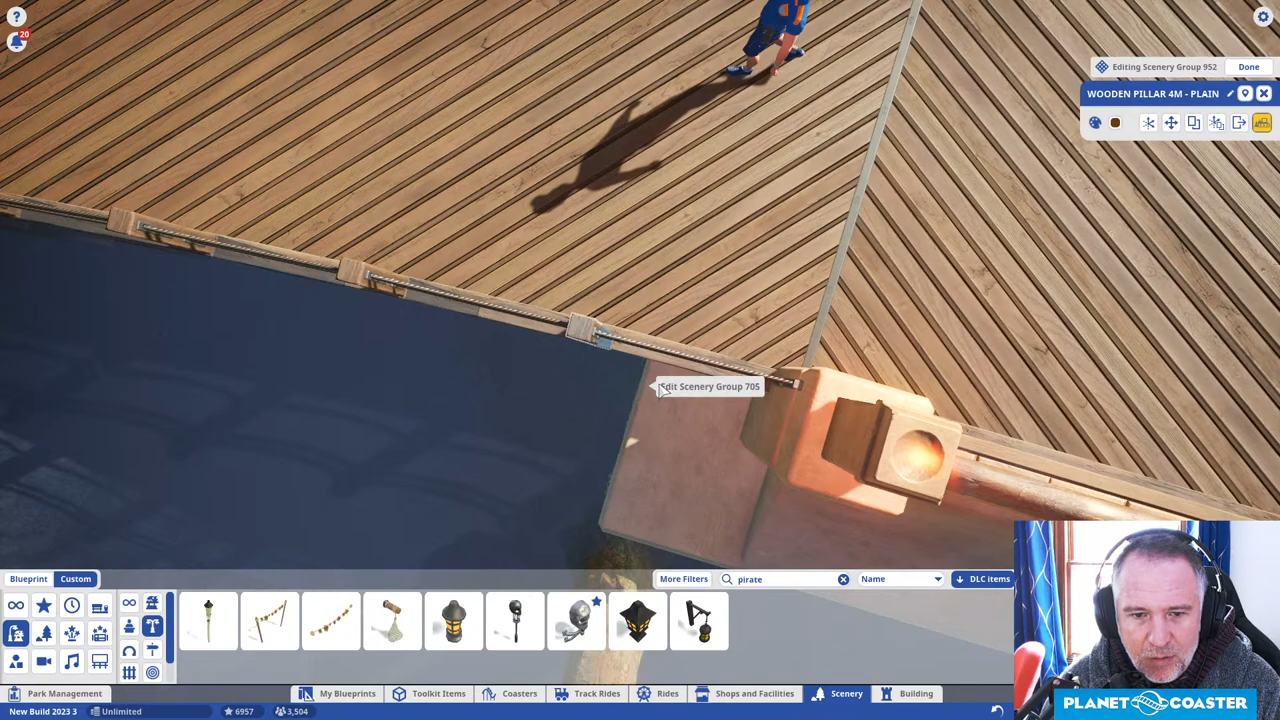 ?
20
Editing Scenery Group 952
Done
WOODEN PILLAR 4M - PLAIN
Edit Scenery Group 705
Blueprint
Custom
More Filters
pirate
Name
DLC items
Park Management
My Blueprints
Toolkit Items
Coasters
Track Rides
Rides
Shops and Facilities
Scenery
Building
New Build 2023 3
Unlimited
6957
3,504
PLANET COASTER